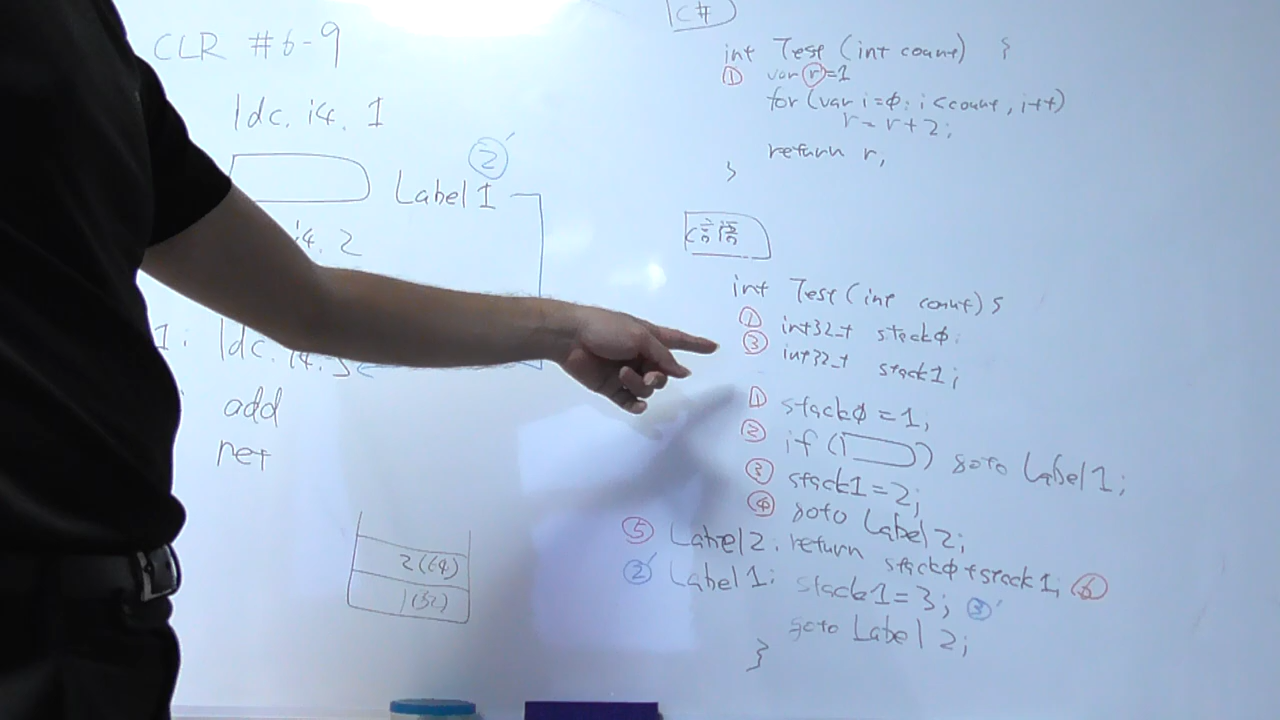 CLR #6-9
ldc. i4. 1
2′
Label 1
i4. 2
1: ldc. i4. 3
add
ret
2(64)
1(32)
C#
int Test (int count) {
① var r=1
for (var i=0; i<count, i++)
r=r+2;
return r,
}
C言語
int Test (int count) {
① int32_t stack0;
③ int32_t stack1;
① stack0=1;
② if ( ) goto Label1;
③ stack1=2;
④ goto Label2;
⑤ Label2: return stack0+stack1; ⑥
2′ Label1: stack1=3; 3′
goto Label2;
}